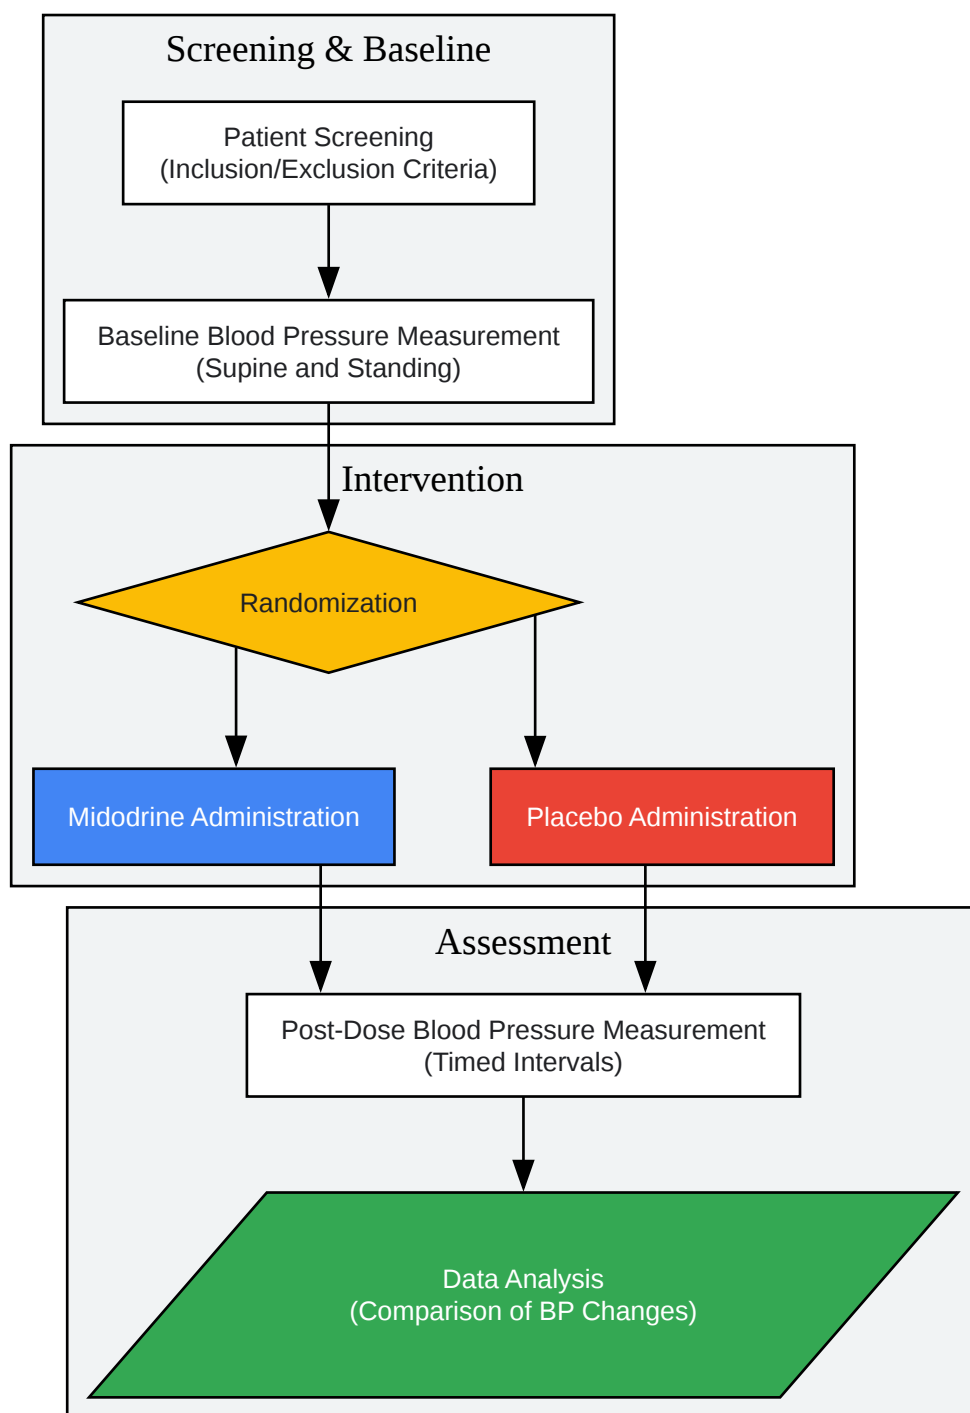 Screening & Baseline
Patient Screening
(Inclusion/Exclusion Criteria)
Baseline Blood Pressure Measurement
(Supine and Standing)
Intervention
Randomization
Midodrine Administration
Placebo Administration
Assessment
Post-Dose Blood Pressure Measurement
(Timed Intervals)
Data Analysis
(Comparison of BP Changes)